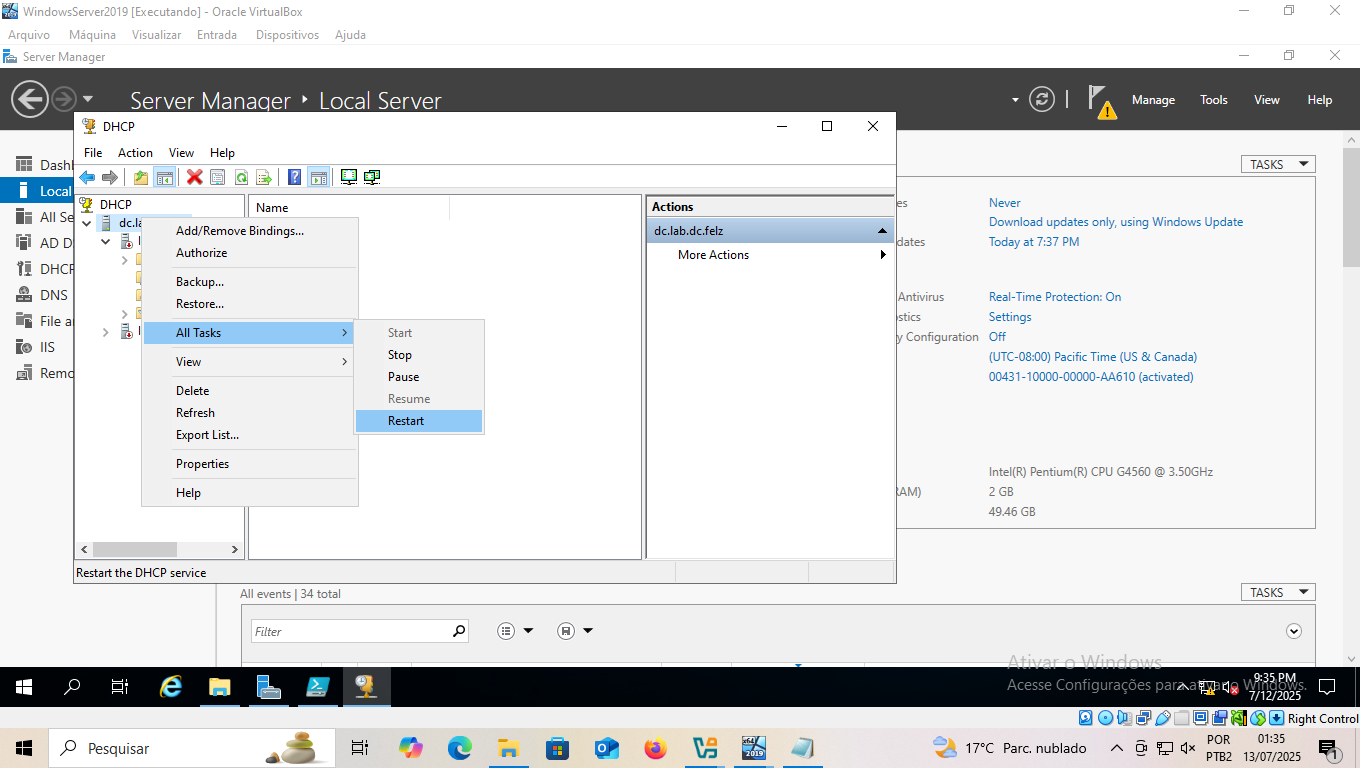 WindowsServer2019 [Executando] - Oracle VirtualBox
Arquivo Máquina Visualizar Entrada Dispositivos Ajuda
Server Manager
Server Manager Local Server
Manage Tools View Help
DHCP
File Action View Help
Dashb
Local
All Se
AD D
DHCP
DNS
File a
IIS
Remo
DHCP
dc.la
Name
Add/Remove Bindings...
Authorize
Backup...
Restore...
All Tasks
View
Delete
Refresh
Export List...
Properties
Help
Start
Stop
Pause
Resume
Restart
Actions
dc.lab.dc.felz
More Actions
Restart the DHCP service
TASKS
es Never
Download updates only, using Windows Update
dates Today at 7:37 PM
Antivirus Real-Time Protection: On
stics Settings
y Configuration Off
(UTC-08:00) Pacific Time (US & Canada)
00431-10000-00000-AA610 (activated)
Intel(R) Pentium(R) CPU G4560 @ 3.50GHz
RAM) 2 GB
49.46 GB
All events | 34 total
TASKS
Filter
Ativar o Windows
Acesse Configurações para ativar o Windows.
9:35 PM
7/12/2025
Right Control
Pesquisar
17°C Parc. nublado
POR
PTB2
01:35
13/07/2025
1